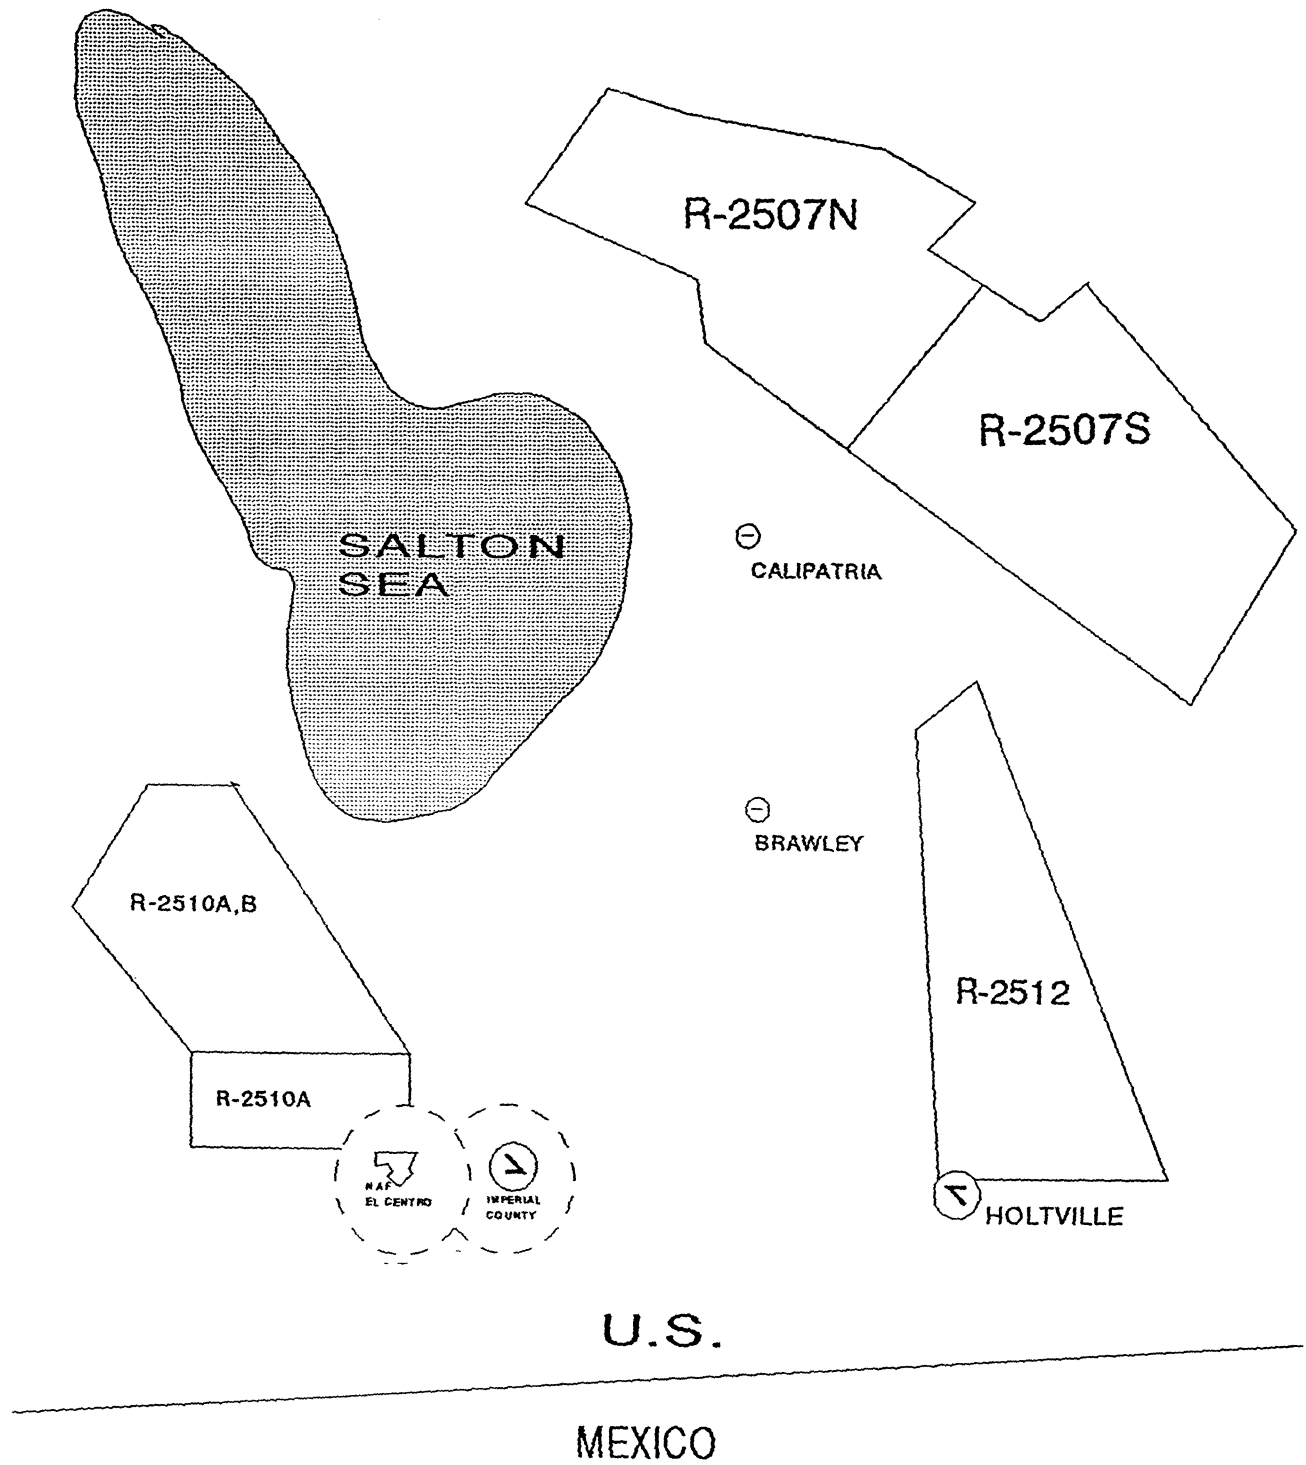 R-2507N
R-2507S
SALTON
SEA
CALIPATRIA
BRAWLEY
R-2510A,B
R-2512
R-2510A
NAF
EL CENTRO
IMPERIAL
COUNTY
HOLTVILLE
U.S.
MEXICO